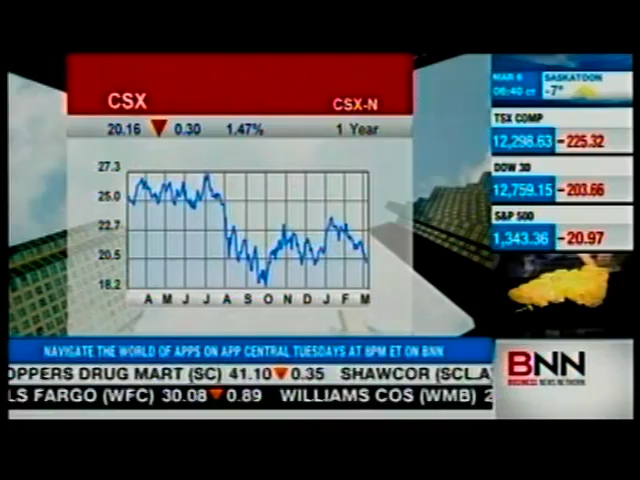 CSX
CSX-N
20.16 0.30 1.47% 1 Year
27.3
25.0
22.7
20.5
18.2
A M J J A S O N D J F M
MAR 6
06:40 ET
SASKATOON
-7°
TSX COMP
12,298.63 -225.32
DOW 30
12,759.15 -203.66
S&P 500
1,343.36 -20.97
NAVIGATE THE WORLD OF APPS ON APP CENTRAL TUESDAYS AT 8PM ET ON BNN
OPPERS DRUG MART (SC) 41.10 0.35 SHAWCOR (SCL.A
LS FARGO (WFC) 30.08 0.89 WILLIAMS COS (WMB) 2
BNN
BUSINESS NEWS NETWORK